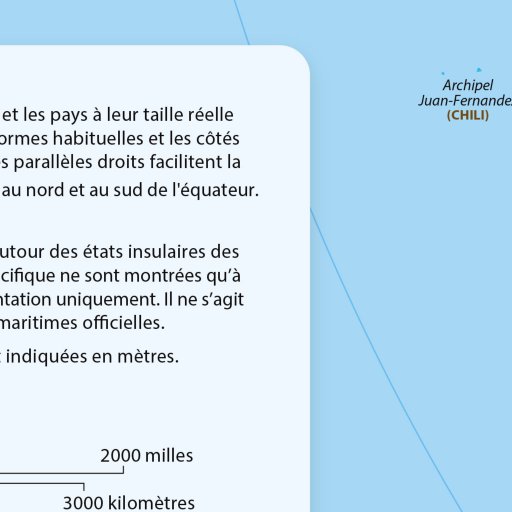 et les pays à leur taille réelle
ormes habituelles et les côtés
s parallèles droits facilitent la
au nord et au sud de l'équateur.
utour des états insulaires des
cifique ne sont montrées qu’à
ntation uniquement. Il ne s’agit
maritimes officielles.
t indiquées en mètres.
2000 milles
3000 kilomètres
Archipel
Juan-Fernande
(CHILI)